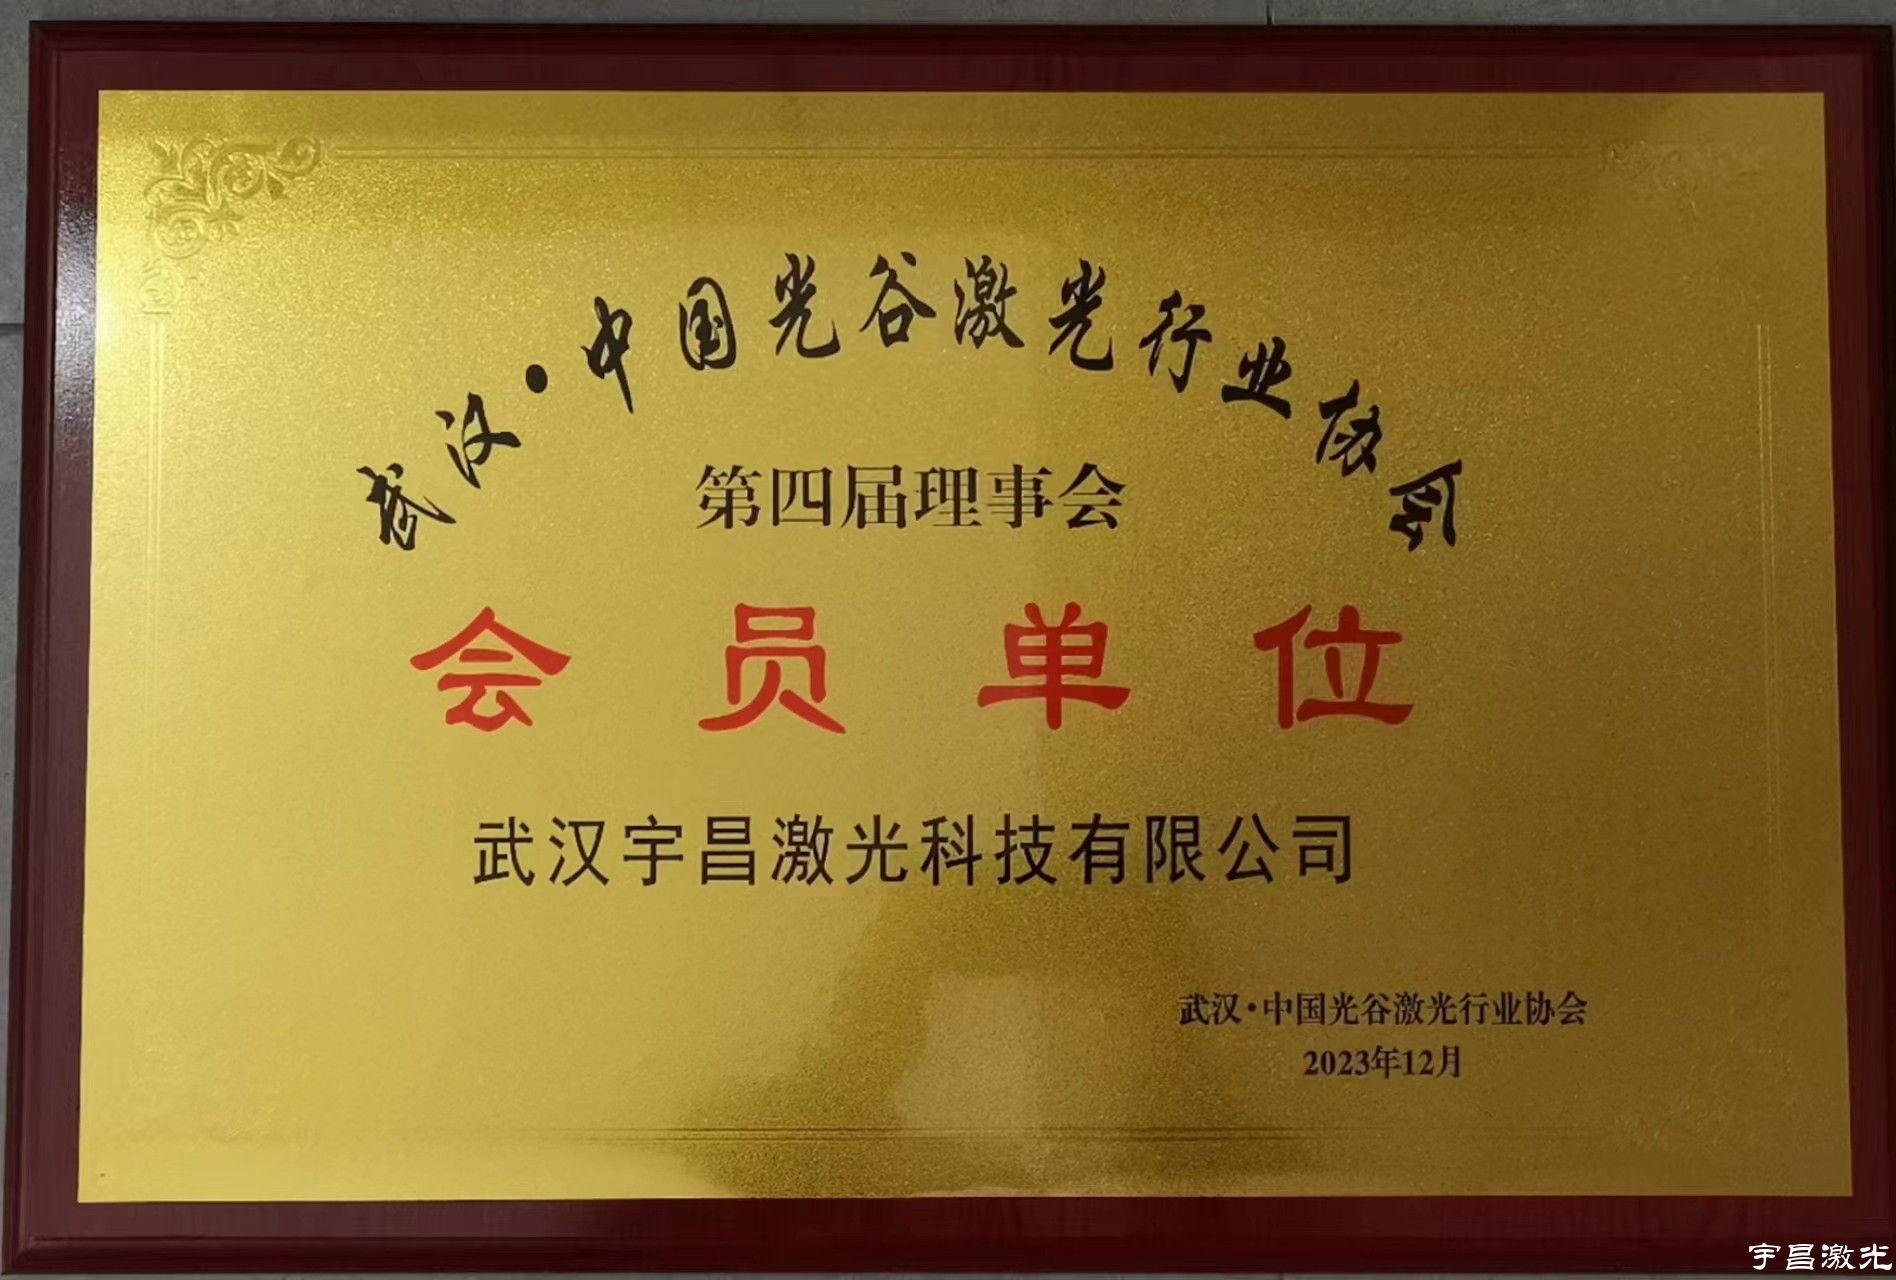 武汉·中国光谷激光行业协会
第四届理事会
会员单位
武汉宇昌激光科技有限公司
武汉·中国光谷激光行业协会
2023年12月
宇昌激光